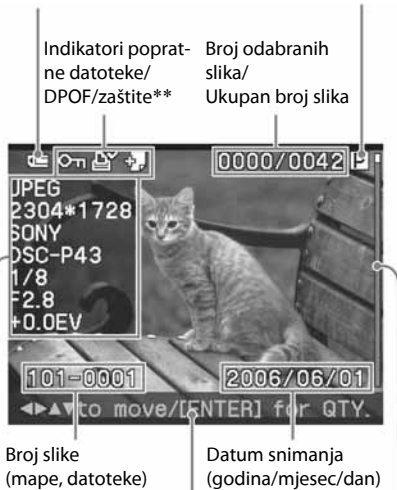 Indikatori poprat-
ne datoteke/
DPOF/zaštite**
Broj odabranih
slika/
Ukupan broj slika
0000/0042 P
JPEG
2304*1728
SONY
DSC-P43
1/8
F2.8
+0.0EV
101-0001
2006/06/01
◀▶▲▼to move/[ENTER] for QTY.
Broj slike
(mape, datoteke)
Datum snimanja
(godina/mjesec/dan)